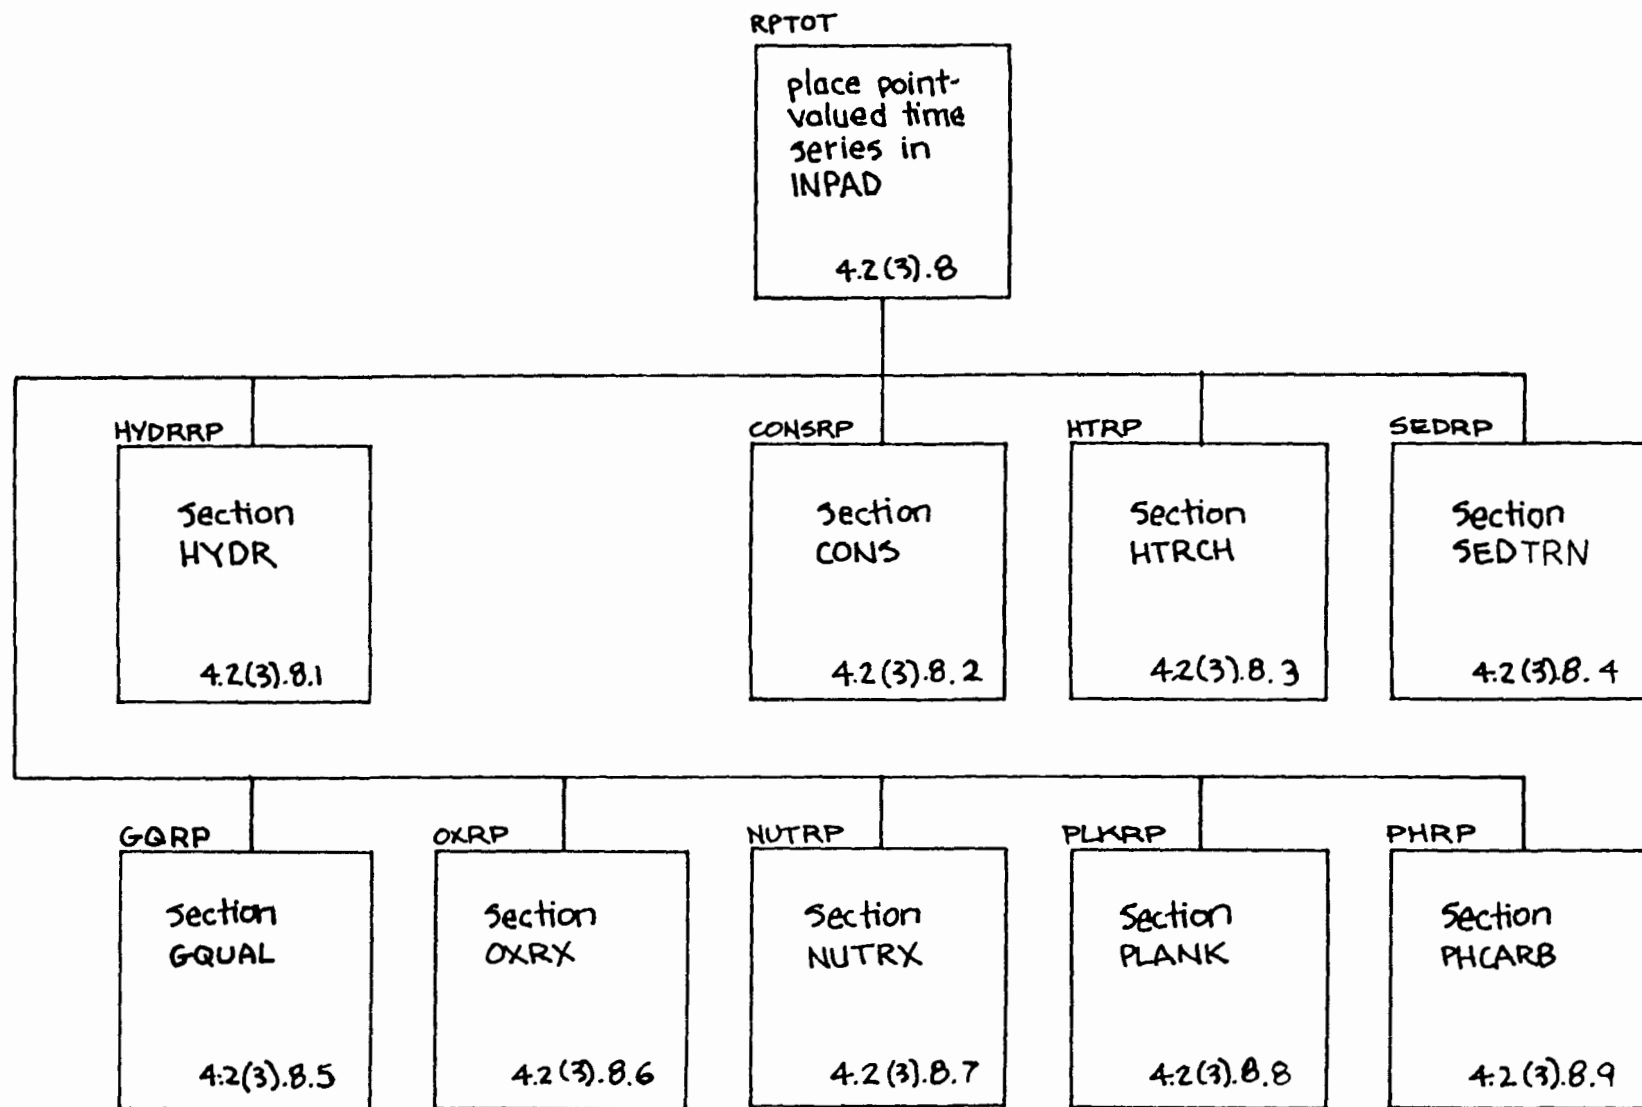 RPTOT
place point-
valued time
series in
INPAD
4.2(3).8
HYDRRP
Section
HYDR
4.2(3).8.1
CONSRP
Section
CONS
4.2(3).8.2
HTRP
Section
HTRCH
4.2(3).8.3
SEDRP
Section
SEDTRN
4.2(3).8.4
GQRP
Section
GQUAL
4.2(3).8.5
OXRP
Section
OXRX
4.2(3).8.6
NUTRP
Section
NUTRX
4.2(3).8.7
PLKRP
Section
PLANK
4.2(3).8.8
PHRP
Section
PHCARB
4.2(3).8.9